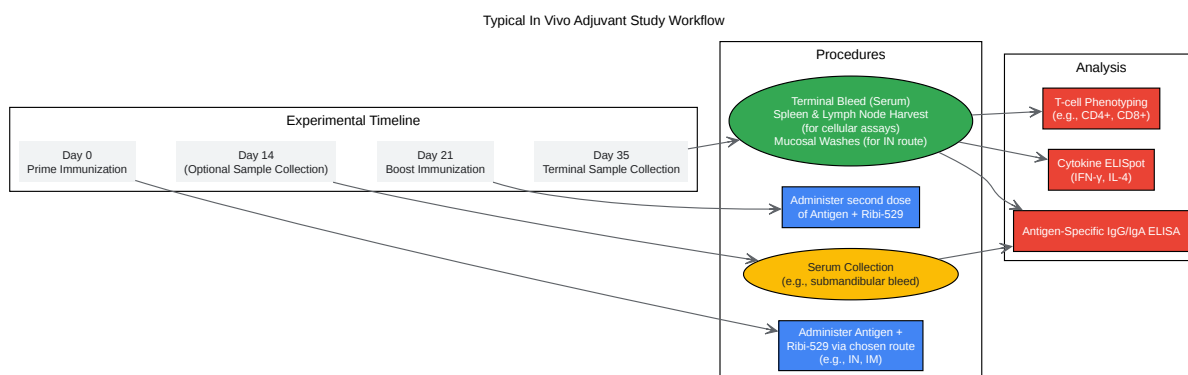 Typical In Vivo Adjuvant Study Workflow
Experimental Timeline
Day 0
Prime Immunization
Day 14
(Optional Sample Collection)
Day 21
Boost Immunization
Day 35
Terminal Sample Collection
Procedures
Terminal Bleed (Serum)
Spleen & Lymph Node Harvest
(for cellular assays)
Mucosal Washes (for IN route)
Administer second dose
of Antigen + Ribi-529
Serum Collection
(e.g., submandibular bleed)
Administer Antigen +
Ribi-529 via chosen route
(e.g., IN, IM)
Analysis
T-cell Phenotyping
(e.g., CD4+, CD8+)
Cytokine ELISpot
(IFN-γ, IL-4)
Antigen-Specific IgG/IgA ELISA